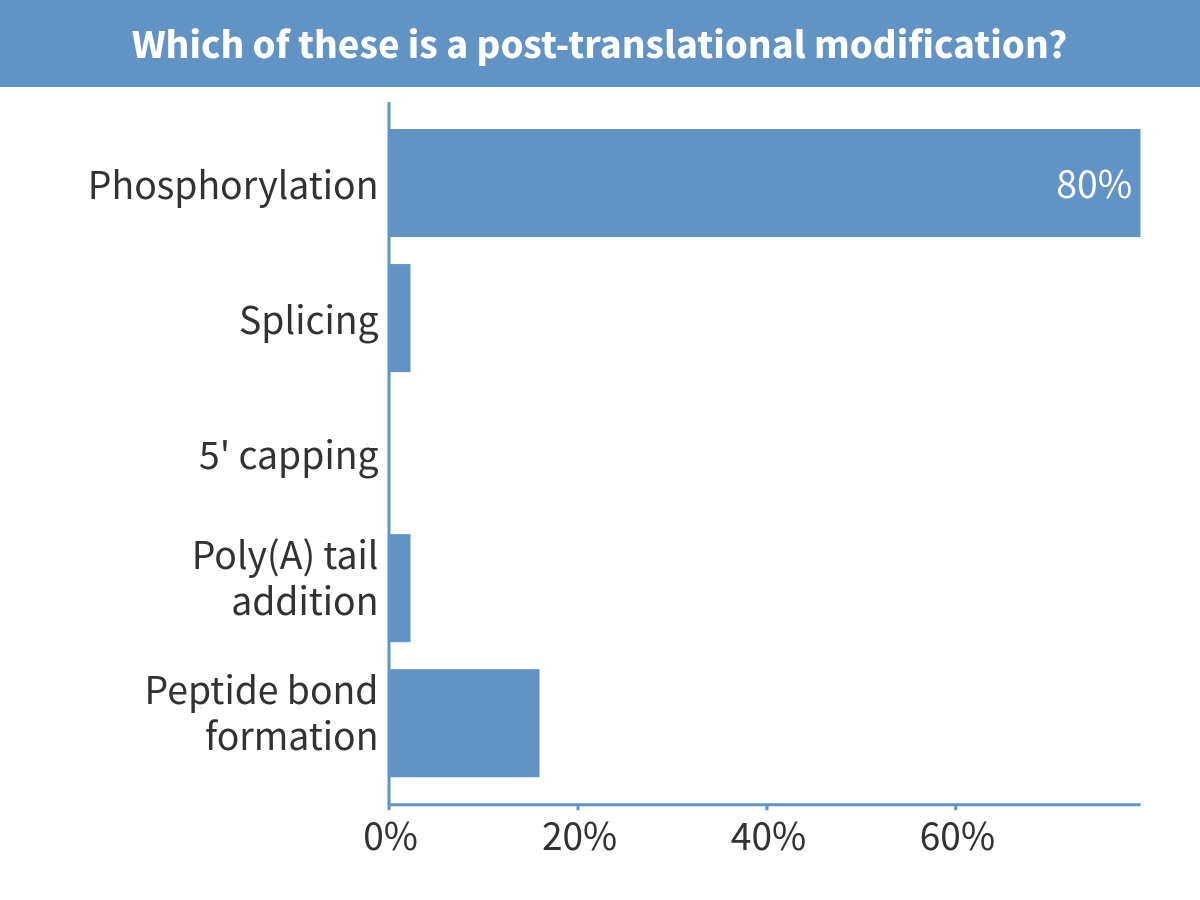 Which of these is a post-translational modification?
Phosphorylation
80%
Splicing
5' capping
Poly(A) tail
addition
Peptide bond
formation
0% 20% 40% 60%